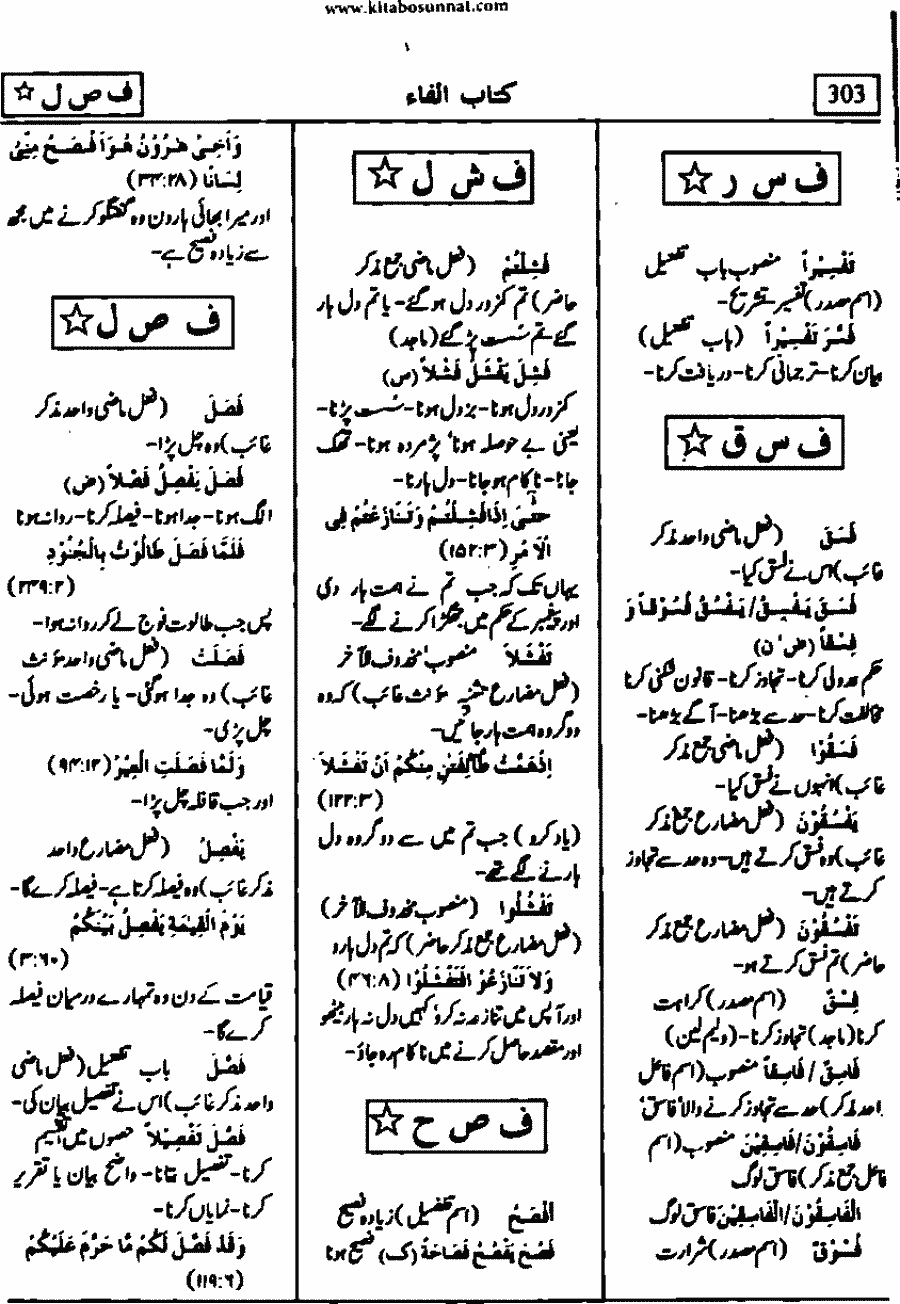 www.kitabosunnat.com
303
کتاب الفاء
ف ص ل ☆
ف س ر ☆
تَفْسِیْراً منصوب باب تفعیل
(اسم مصدر) تفسیر۔تشریح۔
فَسَّرَ تَفْسِیْراً (باب تفعیل)
بیان کرنا۔ ترجمانی کرنا۔ دریافت کرنا۔
ف س ق ☆
فَسَقَ (فعل ماضی واحد مذکر
غائب) اس نے فسق کیا۔
فَسَقَ یَفْسِقُ/ یَفْسُقُ فُسُوْقاً وَ
فِسْقاً (ض٬ ن)
حکم عدولی کرنا۔ تجاوز کرنا۔ قانون شکنی کرنا
مخالفت کرنا۔ حد سے بڑھنا۔ آگے بڑھنا۔
فَسَقُوْا (فعل ماضی جمع مذکر
غائب) انہوں نے فسق کیا۔
یَفْسُقُوْنَ (فعل مضارع جمع مذکر
غائب) وہ فسق کرتے ہیں۔ وہ حد سے تجاوز
کرتے ہیں۔
تَفْسُقُوْنَ (فعل مضارع جمع مذکر
حاضر) تم فسق کرتے ہو۔
فِسْقٌ (اسم مصدر) کراہت
کرنا (ماجد) تجاوز کرنا۔ (ولیم لین)
فَاسِقٌ / فَاسِقاً منصوب (اسم فاعل
واحد مذکر) حد سے تجاوز کرنے والا٬ فاسق٬
فَاسِقُوْنَ/فَاسِقِیْنَ منصوب (اسم
فاعل جمع مذکر) فاسق لوگ
الْفَاسِقُوْنَ/الْفَاسِقِیْنَ فاسق لوگ
فُسُوْقٌ (اسم مصدر) شرارت
ف ش ل ☆
فَشِلْتُمْ (فعل ماضی جمع مذکر
حاضر) تم کمزور دل ہو گئے۔ یا تم دل ہار
گئے تم سُست پڑ گئے (ماجد)
فَشِلَ یَفْشَلُ فَشْلاً (س)
کمزور دل ہونا۔ بزدل ہونا۔ سُست پڑنا۔
یعنی بے حوصلہ ہونا٬ پژمردہ ہونا۔ تھک
جانا۔ ناکام ہو جانا۔ دل ہارنا۔
حَتّٰی اِذَا فَشِلْتُمْ وَتَنَازَعْتُمْ فِی
الْاَمْرِ (۱۵۲:۳)
یہاں تک کہ جب تم نے ہمت ہار دی
اور پیغمبر کے حکم میں جھگڑا کرنے لگے۔
تَفْشَلَا منصوب٬ محذوف الآخر
(فعل مضارع تثنیہ مؤنث غائب) کہ وہ
دو گروہ ہمت ہار جائیں۔
اِذْهَمَّتْ طَّآئِفَتٰنِ مِنْکُمْ اَنْ تَفْشَلَا
(۱۲۲:۳)
(یاد کرو) جب تم میں سے دو گروہ دل
ہارنے لگے تھے۔
تَفْشَلُوا (منصوب محذوف الآخر)
(فعل مضارع جمع مذکر حاضر) کہ تم دل ہارو
وَلَا تَنَازَعُوْ افَتَفْشَلُوْا (۴۶:۸)
اور آپس میں تنازعہ نہ کرو٬ کہیں دل نہ ہار بیٹھو
اور مقصد حاصل کرنے میں ناکام رہ جاؤ۔
ف ص ح ☆
اَفْصَحُ (اسم تفضیل) زیادہ فصیح
فَصُحَ یَفْصُحُ فَصَاحَةً (ک) فصیح ہونا
وَاَخِیْ هٰرُوْنُ هُوَ اَفْصَحُ مِنِّیْ
لِسَانًا (۳۴:۲۸)
اور میرا بھائی ہارون وہ گفتگو کرنے میں مجھ
سے زیادہ فصیح ہے۔
ف ص ل ☆
فَصَلَ (فعل ماضی واحد مذکر
غائب) وہ چل پڑا۔
فَصَلَ یَفْصِلُ فَصْلاً (ض)
الگ ہونا۔ جدا ہونا۔ فیصلہ کرنا۔ روانہ ہونا
فَلَمَّا فَصَلَ طَالُوْتُ بِالْجُنُوْدِ
(۲۴۹:۲)
پس جب طالوت فوج لے کر روانہ ہوا۔
فَصَلَتْ (فعل ماضی واحد مؤنث
غائب) وہ جدا ہو گئی۔ یا رخصت ہوئی۔
چل پڑی۔
وَلَمَّا فَصَلَتِ الْعِیْرُ (۹۴:۱۲)
اور جب قافلہ چل پڑا۔
یَفْصِلُ (فعل مضارع واحد
مذکر غائب) وہ فیصلہ کرتا ہے۔ فیصلہ کرے گا۔
یَوْمَ الْقِیٰمَةِ یَفْصِلُ بَیْنَکُمْ
(۳:۶۰)
قیامت کے دن وہ تمہارے درمیان فیصلہ
کرے گا۔
فَصَّلَ باب تفعیل (فعل ماضی
واحد مذکر غائب) اس نے تفصیل بیان کی۔
فَصَّلَ تَفْصِیْلاً حصوں میں تقسیم
کرنا۔ تفصیل بتانا۔ واضح بیان یا تقریر
کرنا۔ نمایاں کرنا۔
وَقَدْ فَصَّلَ لَکُمْ مَّا حَرَّمَ عَلَیْکُمْ
(۱۱۹:۶)